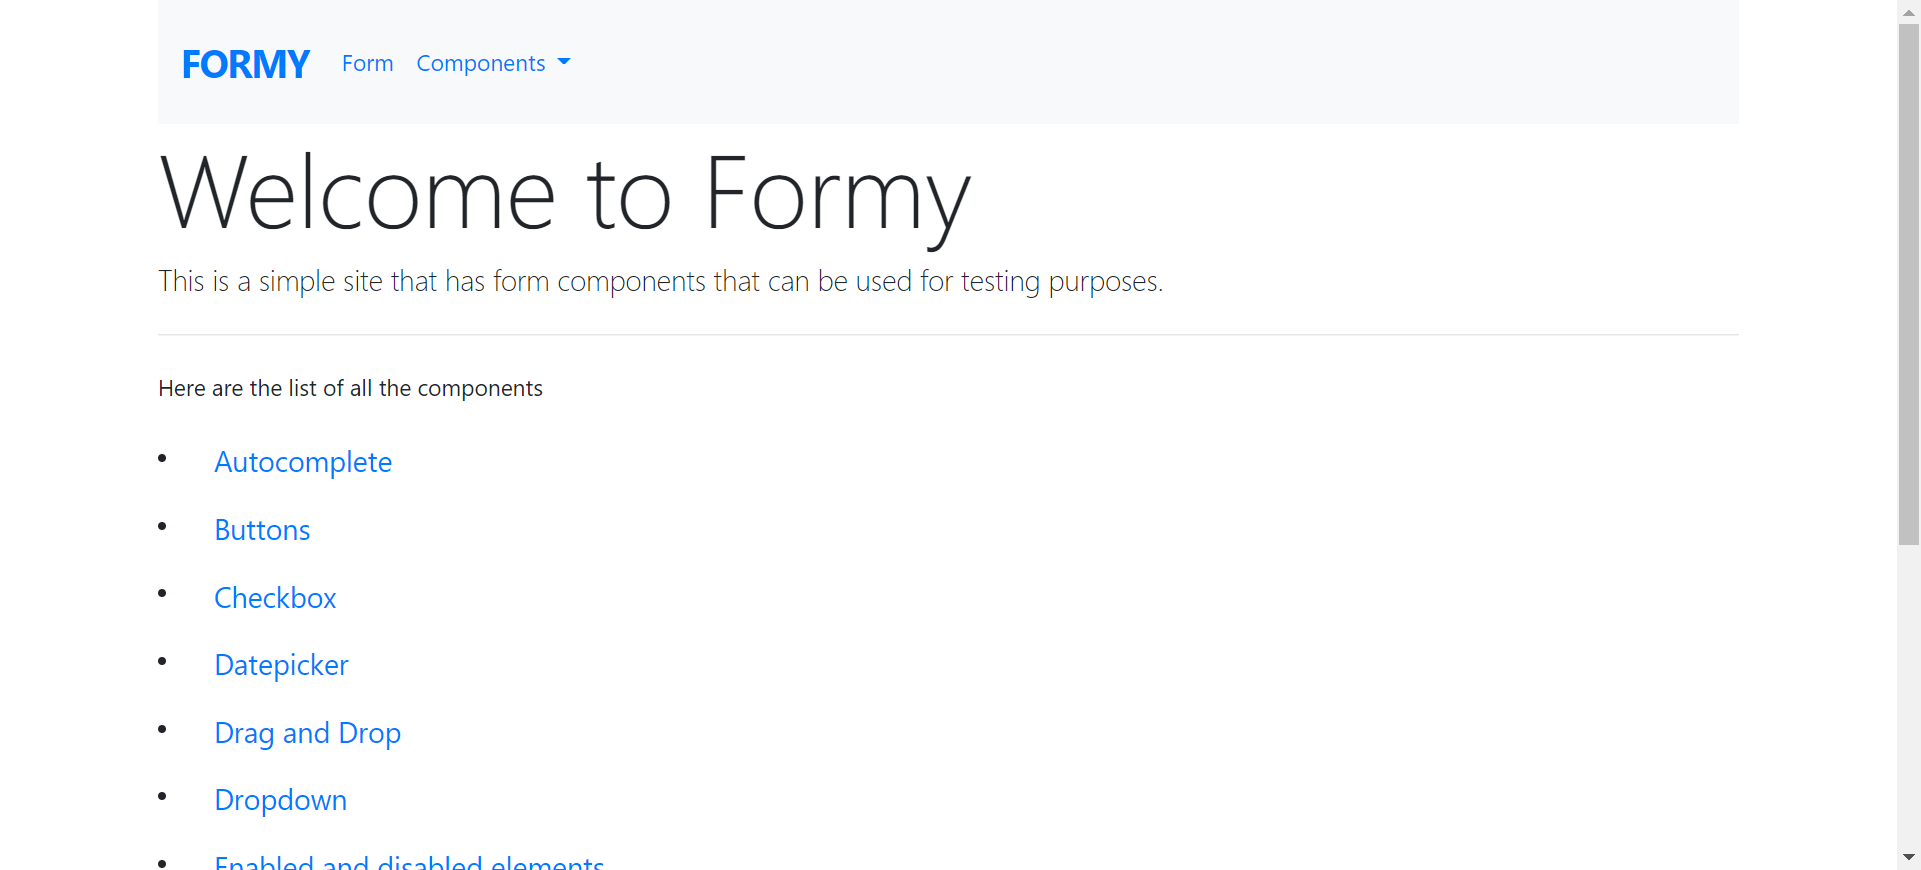 FORMY Form Components
Welcome to Formy
This is a simple site that has form components that can be used for testing purposes.
Here are the list of all the components
Autocomplete
Buttons
Checkbox
Datepicker
Drag and Drop
Dropdown
Enabled and disabled elements